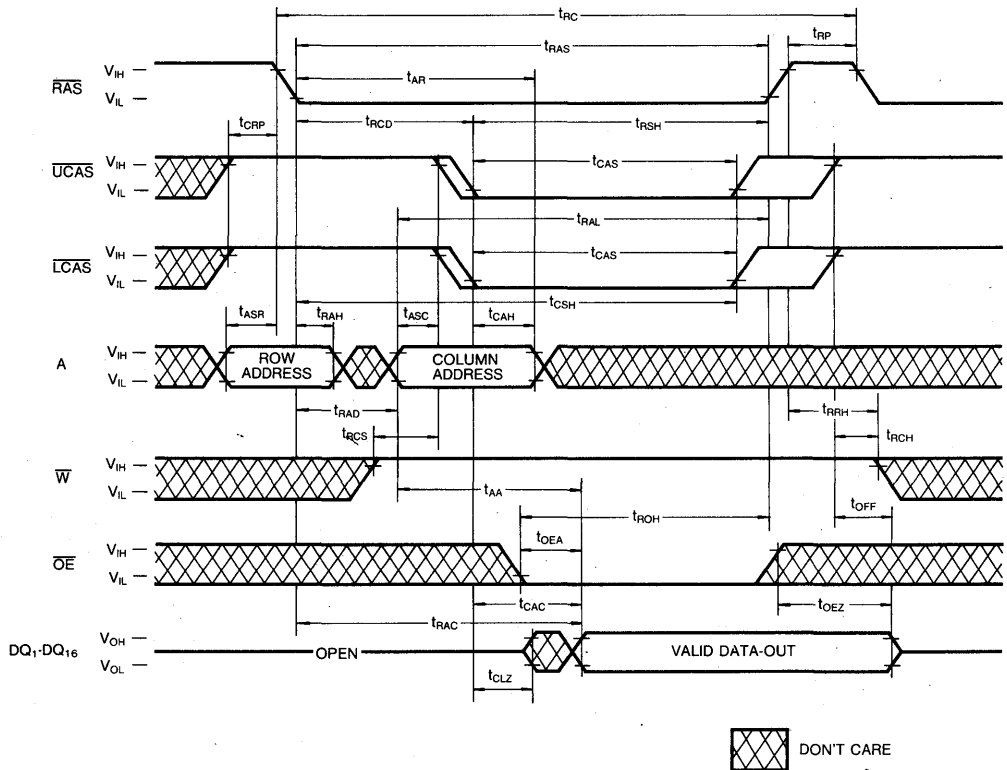 tRC
tRAS
tRP
RAS
VIH
VIL
tAR
tCRP
tRCD
tRSH
UCAS
VIH
VIL
tCAS
tRAL
LCAS
VIH
VIL
tCAS
tCSH
tASR
tRAH
tASC
tCAH
A
VIH
VIL
ROW
ADDRESS
COLUMN
ADDRESS
tRAD
tRRH
tRCS
tRCH
W
VIH
VIL
tAA
tOFF
tROH
OE
VIH
VIL
tOEA
tCAC
tOEZ
tRAC
DQ1-DQ16
VOH
VOL
OPEN
VALID DATA-OUT
tCLZ
DON'T CARE